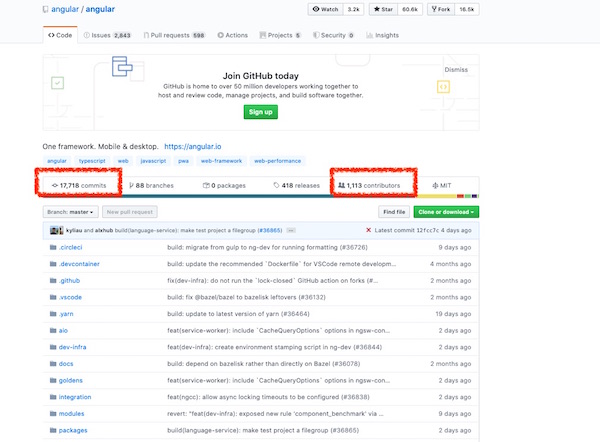 angular / angular
Watch 3.2k Star 60.6k Fork 16.5k
Code Issues 2,843 Pull requests 598 Actions Projects 5 Security 0 Insights
Dismiss
Join GitHub today
GitHub is home to over 50 million developers working together to
host and review code, manage projects, and build software together.
Sign up
One framework. Mobile & desktop. https://angular.io
angular typescript web javascript pwa web-framework web-performance
17,718 commits 88 branches 0 packages 418 releases 1,113 contributors MIT
Branch: master New pull request Find file Clone or download
kyliau and alxhub build(language-service): make test project a filegroup (#36865) Latest commit 12fcc7c 4 days ago
.circleci build: migrate from gulp to ng-dev for running formatting (#36726) 9 days ago
.devcontainer build: update the recommended `Dockerfile` for VSCode remote developm... 4 months ago
.github fix(dev-infra): do not run the `lock-closed` GitHub action on forks (#... 2 months ago
.vscode build: fix @bazel/bazel to bazelisk leftovers (#36132) 2 months ago
.yarn build: update to latest version of yarn (#36464) 19 days ago
aio feat(service-worker): include `CacheQueryOptions` options in ngsw-con... 2 days ago
dev-infra feat(dev-infra): create environment stamping script in ng-dev (#36844) 2 days ago
docs build: depend on bazelisk rather than directly on Bazel (#36078) 2 months ago
goldens feat(service-worker): include `CacheQueryOptions` options in ngsw-con... 2 days ago
integration feat(ngcc): allow async locking timeouts to be configured (#36838) 2 days ago
modules revert: "feat(dev-infra): exposed new rule 'component_benchmark' via ... 9 days ago
packages build(language-service): make test project a filegroup (#36865) 2 days ago